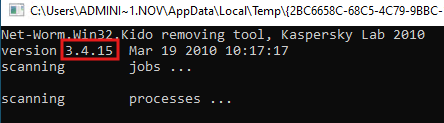 C:\Users\ADMINI~1.NOV\AppData\Local\Temp\{2BC6658C-68C5-4C79-9BBC-
Net-Worm.Win32.Kido removing tool, Kaspersky Lab 2010
version 3.4.15 Mar 19 2010 10:17:17
scanning jobs ...
scanning processes ...